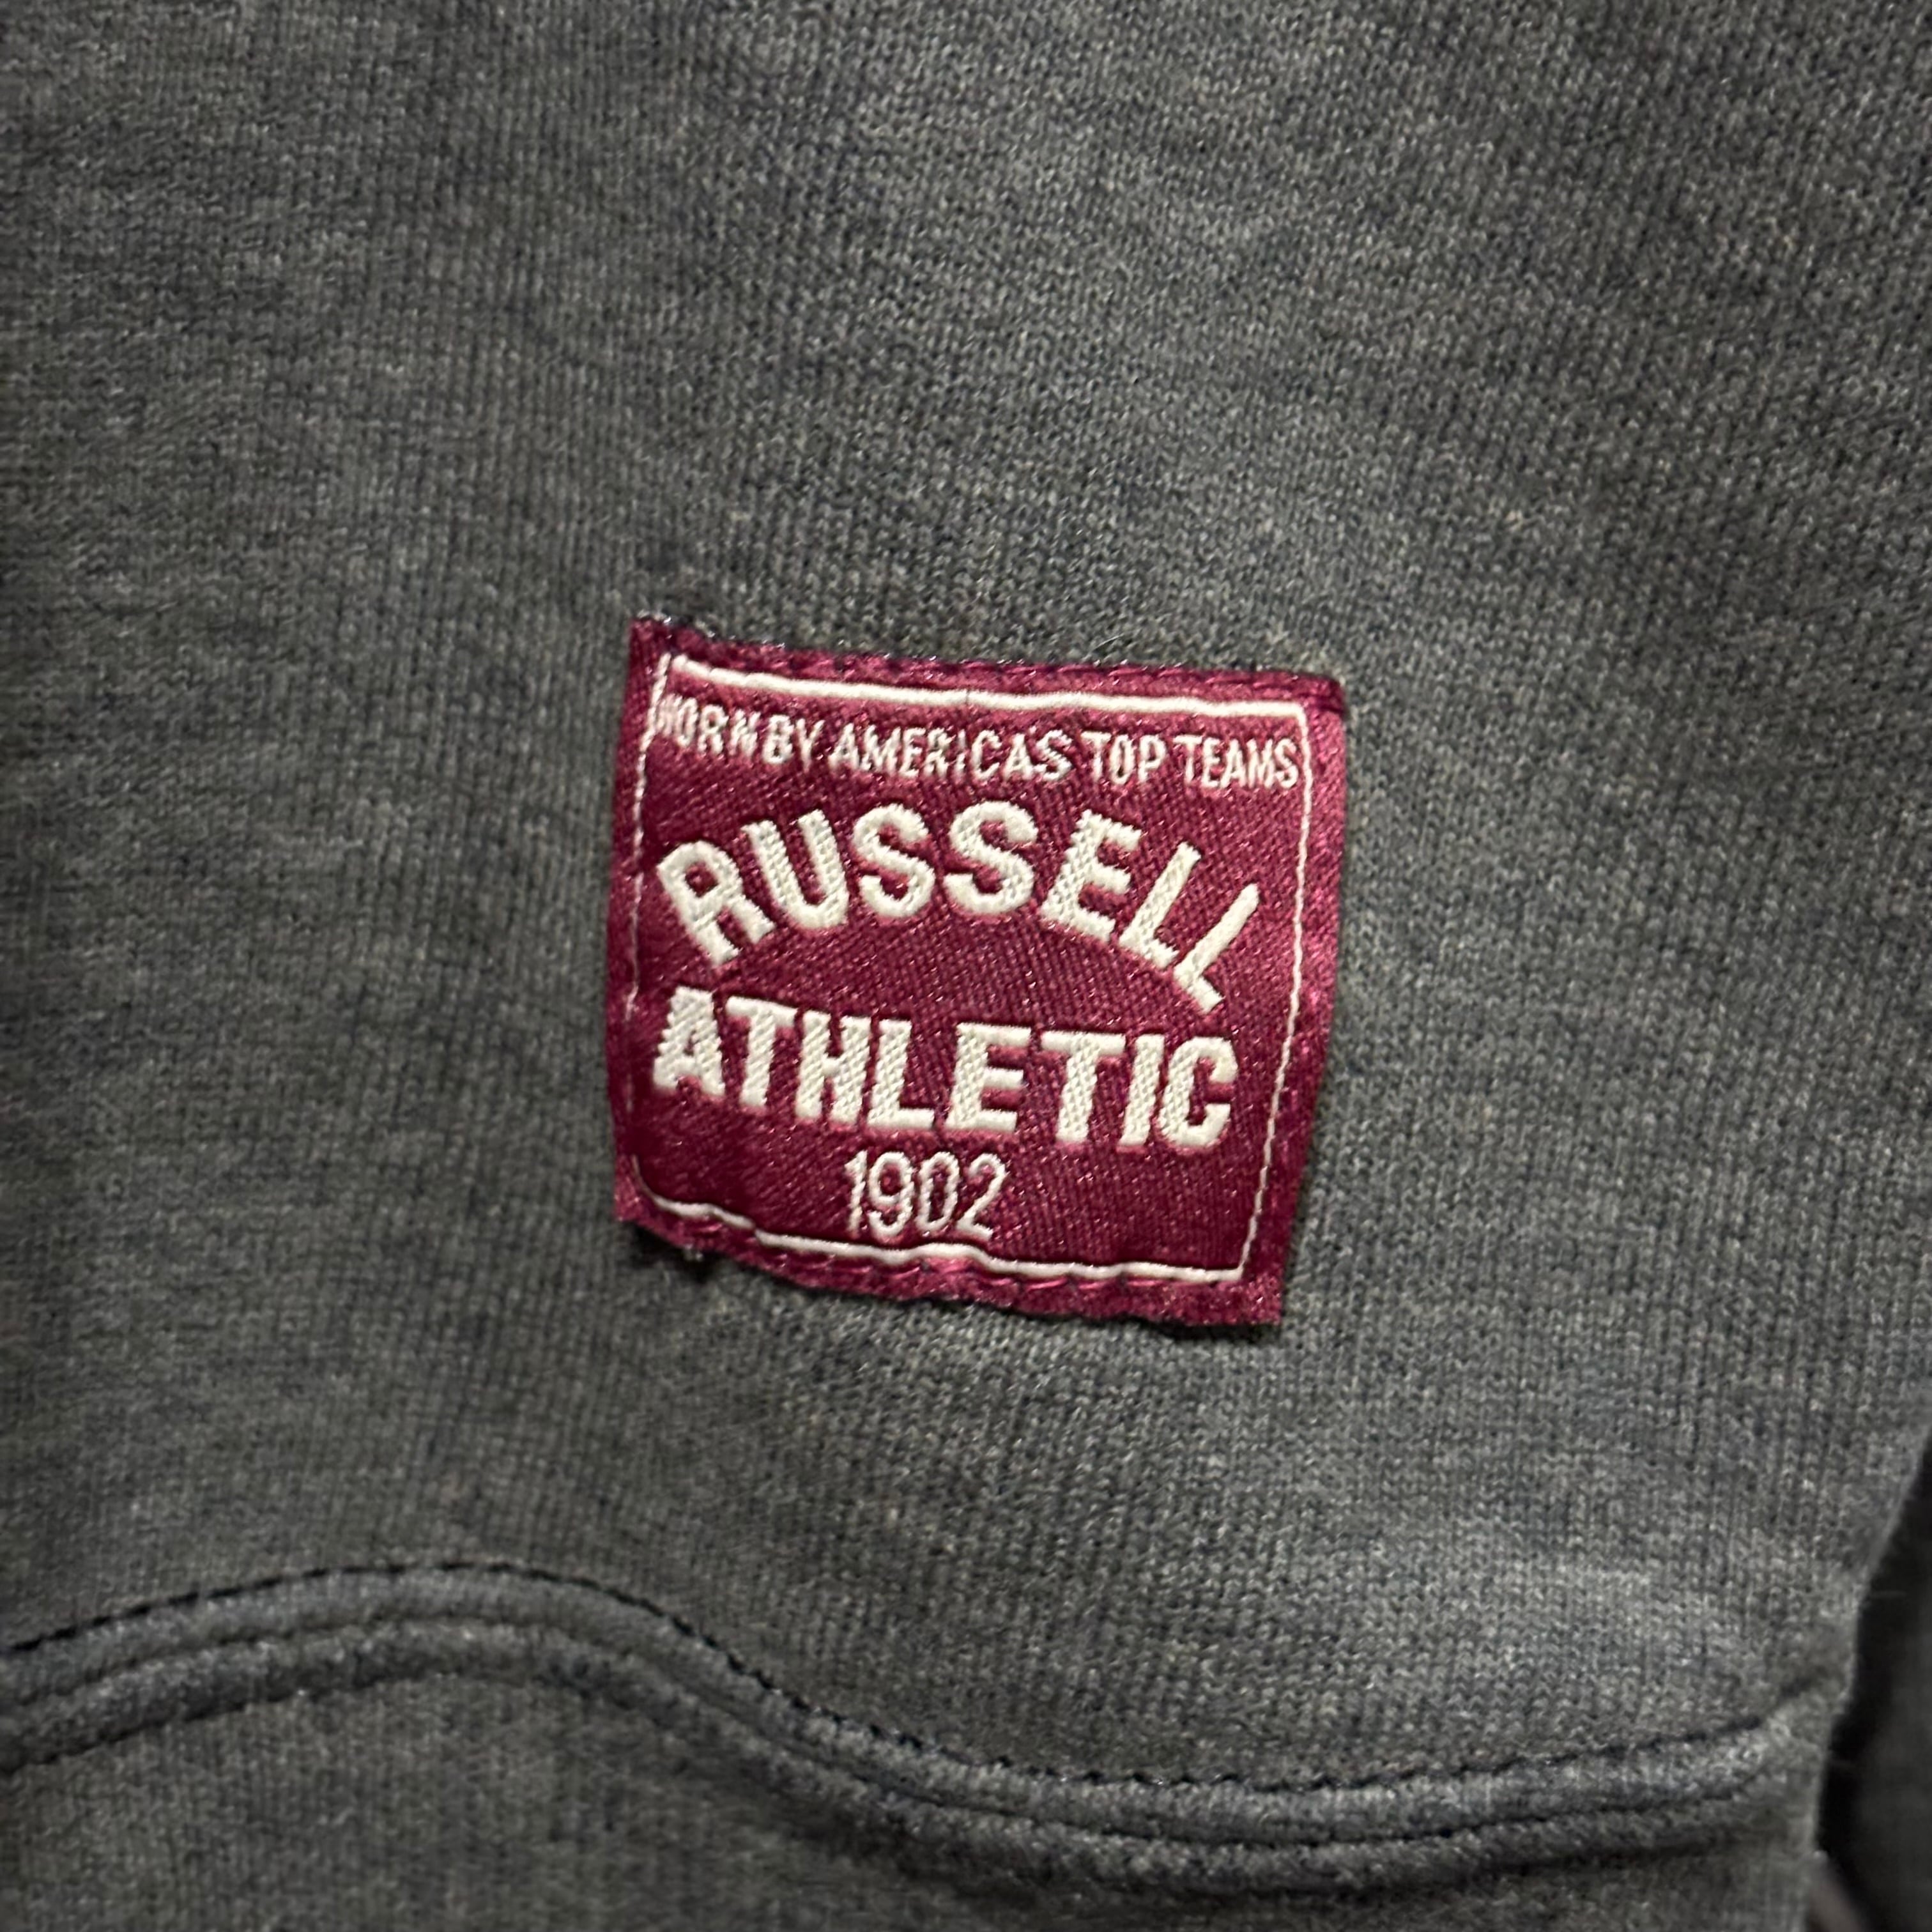 WORN BY AMERICAS TOP TEAMS
RUSSELL
ATHLETIC
1902